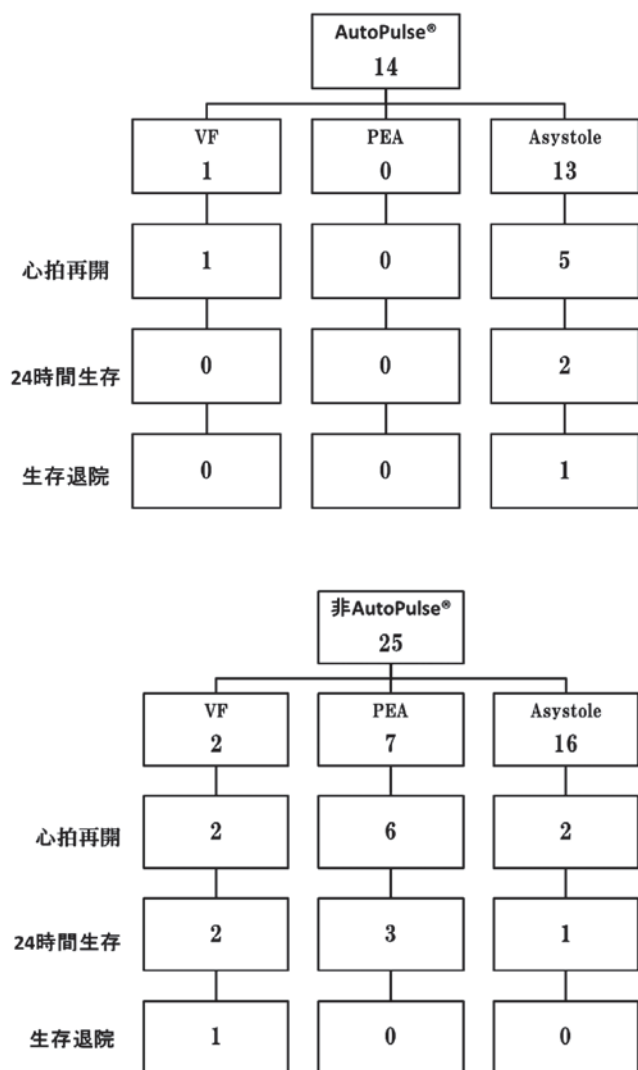 AutoPulse®
14
VF PEA Asystole
1 0 13
心拍再開 1 0 5
24時間生存 0 0 2
生存退院 0 0 1
非AutoPulse®
25
VF PEA Asystole
2 7 16
心拍再開 2 6 2
24時間生存 2 3 1
生存退院 1 0 0